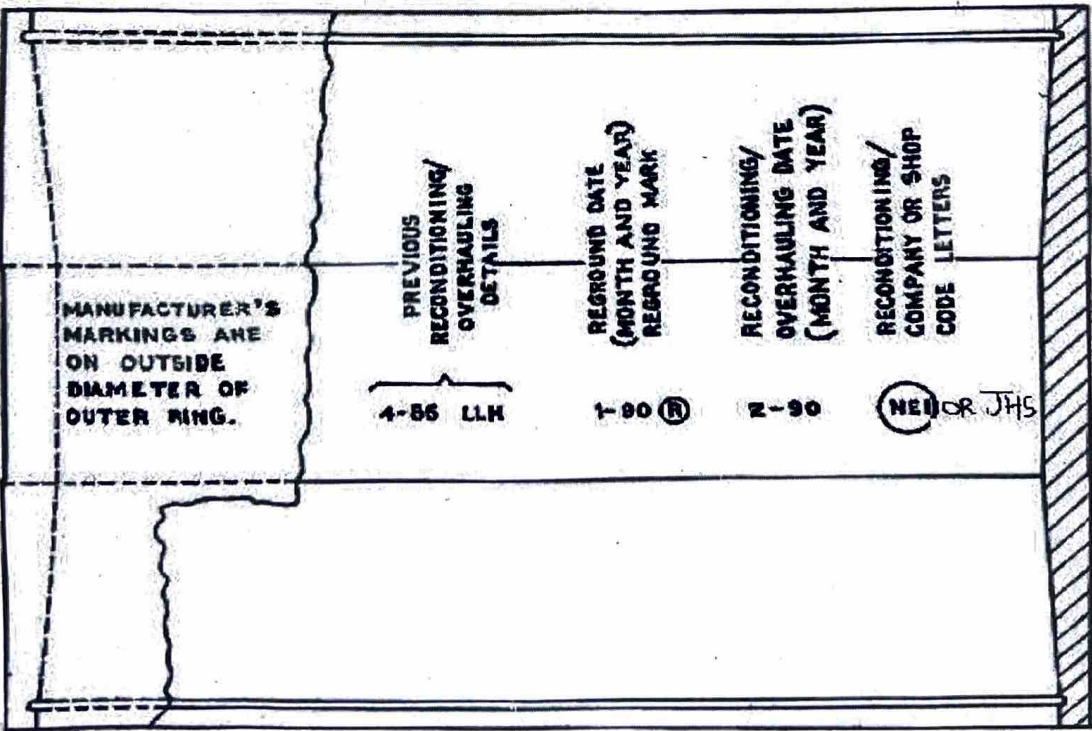 MANUFACTURER'S
MARKINGS ARE
ON OUTSIDE
DIAMETER OF
OUTER RING.
PREVIOUS
RECONDITIONING/
OVERHAULING
DETAILS
4-86 LLH
REGROUND DATE
(MONTH AND YEAR)
REGROUND MARK
1-90 Ⓡ
RECONDITIONING/
OVERHAULING DATE
(MONTH AND YEAR)
2-90
RECONDITIONING/
COMPANY OR SHOP
CODE LETTERS
NEI OR JHS